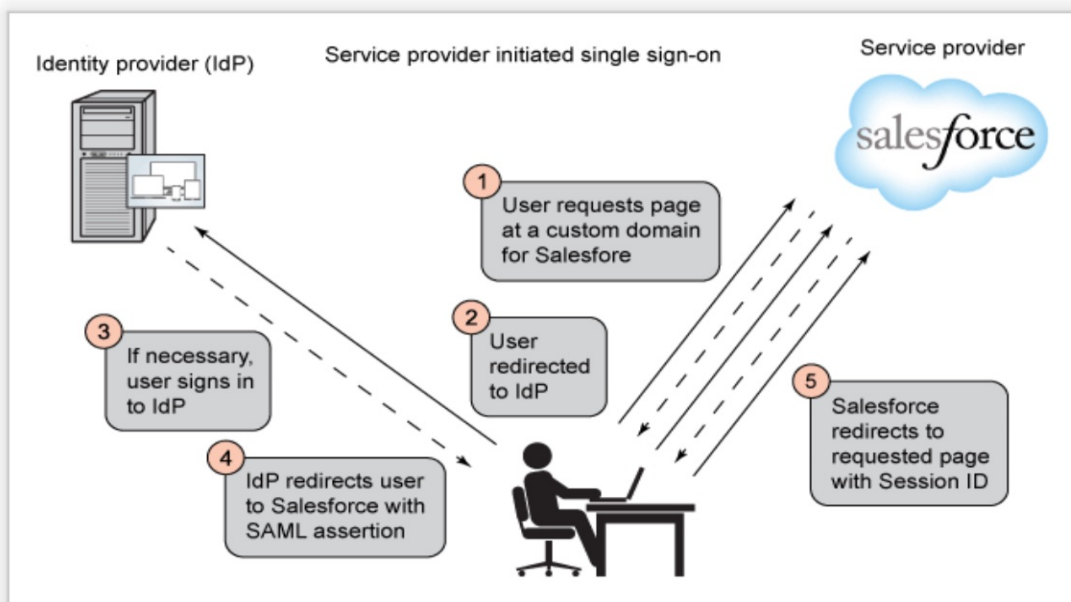 Identity provider (IdP)
Service provider initiated single sign-on
Service provider
salesforce
1
User requests page
at a custom domain
for Salesfore
2
User
redirected
to IdP
3
If necessary,
user signs in
to IdP
4
IdP redirects user
to Salesforce with
SAML assertion
5
Salesforce
redirects to
requested page
with Session ID